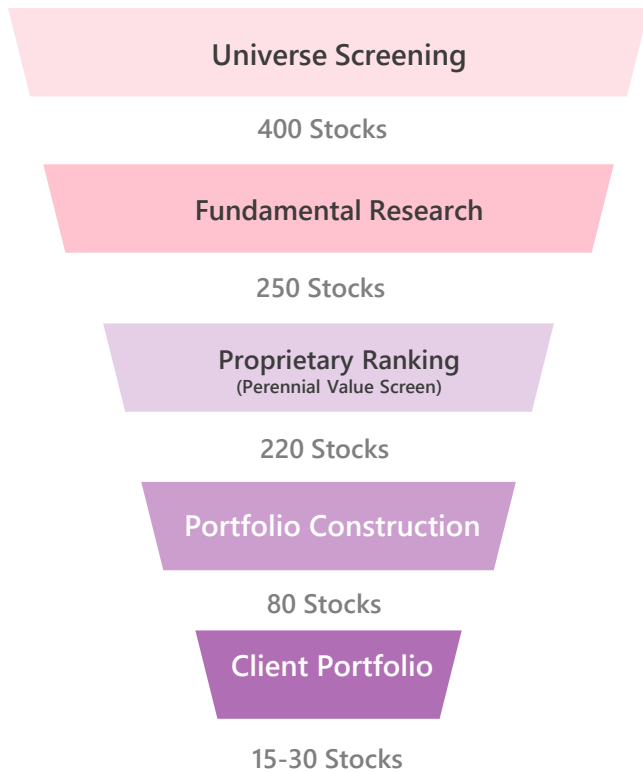 Universe Screening
400 Stocks
Fundamental Research
250 Stocks
Proprietary Ranking
(Perennial Value Screen)
220 Stocks
Portfolio Construction
80 Stocks
Client Portfolio
15-30 Stocks